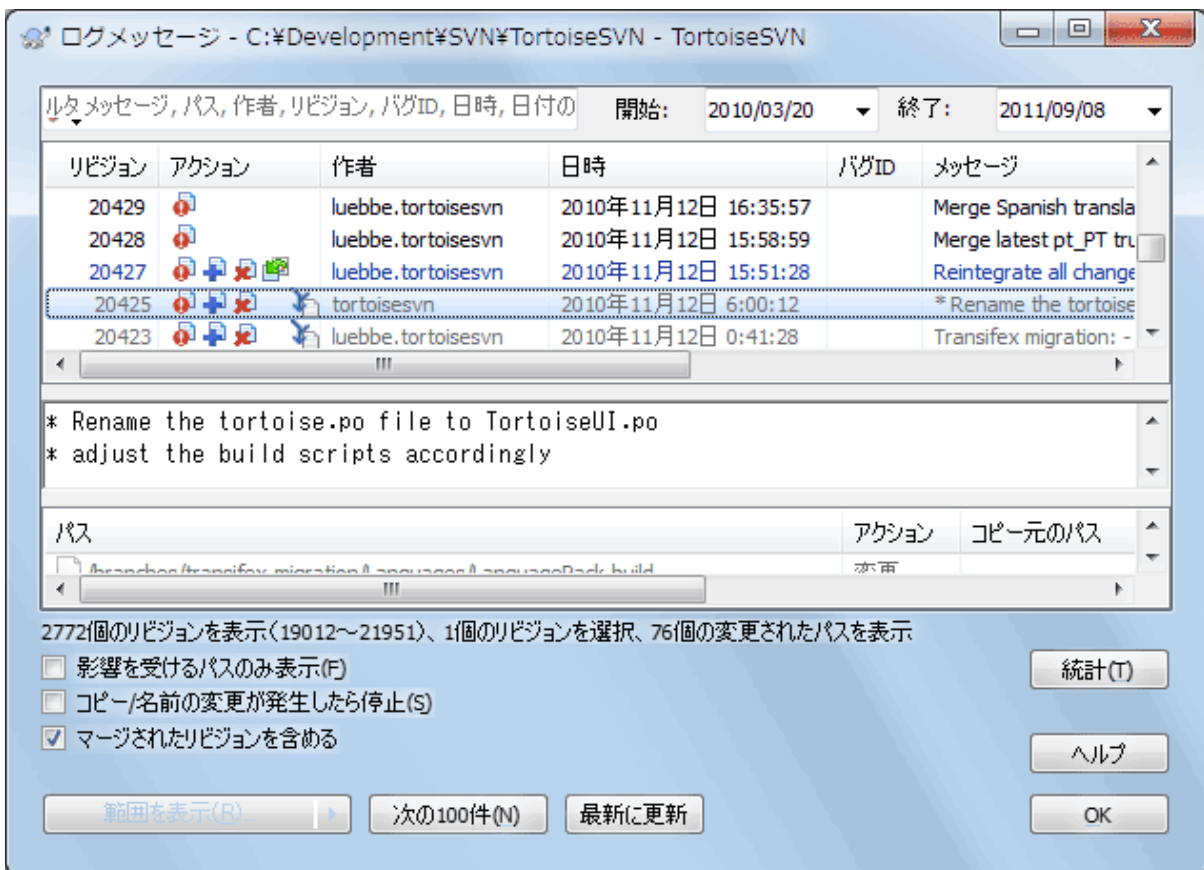 ログメッセージ - C:¥Development¥SVN¥TortoiseSVN - TortoiseSVN
ルタ メッセージ, パス, 作者, リビジョン, バグID, 日時, 日付の 開始: 2010/03/20 終了: 2011/09/08
リビジョン アクション 作者 日時 バグID メッセージ
20429 luebbe.tortoisesvn 2010年11月12日 16:35:57 Merge Spanish transla
20428 luebbe.tortoisesvn 2010年11月12日 15:58:59 Merge latest pt_PT tru
20427 luebbe.tortoisesvn 2010年11月12日 15:51:28 Reintegrate all change
20425 tortoisesvn 2010年11月12日 6:00:12 * Rename the tortoise
20423 luebbe.tortoisesvn 2010年11月12日 0:41:28 Transifex migration: -
* Rename the tortoise.po file to TortoiseUI.po
* adjust the build scripts accordingly
パス アクション コピー元のパス
/branches/transifex-migration/Languages/LanguagePack.build 変更
2772個のリビジョンを表示(19012～21951)、1個のリビジョンを選択、76個の変更されたパスを表示
影響を受けるパスのみ表示(F)
統計(T)
コピー/名前の変更が発生したら停止(S)
マージされたリビジョンを含める
ヘルプ
範囲を表示(R)... 次の100件(N) 最新に更新 OK